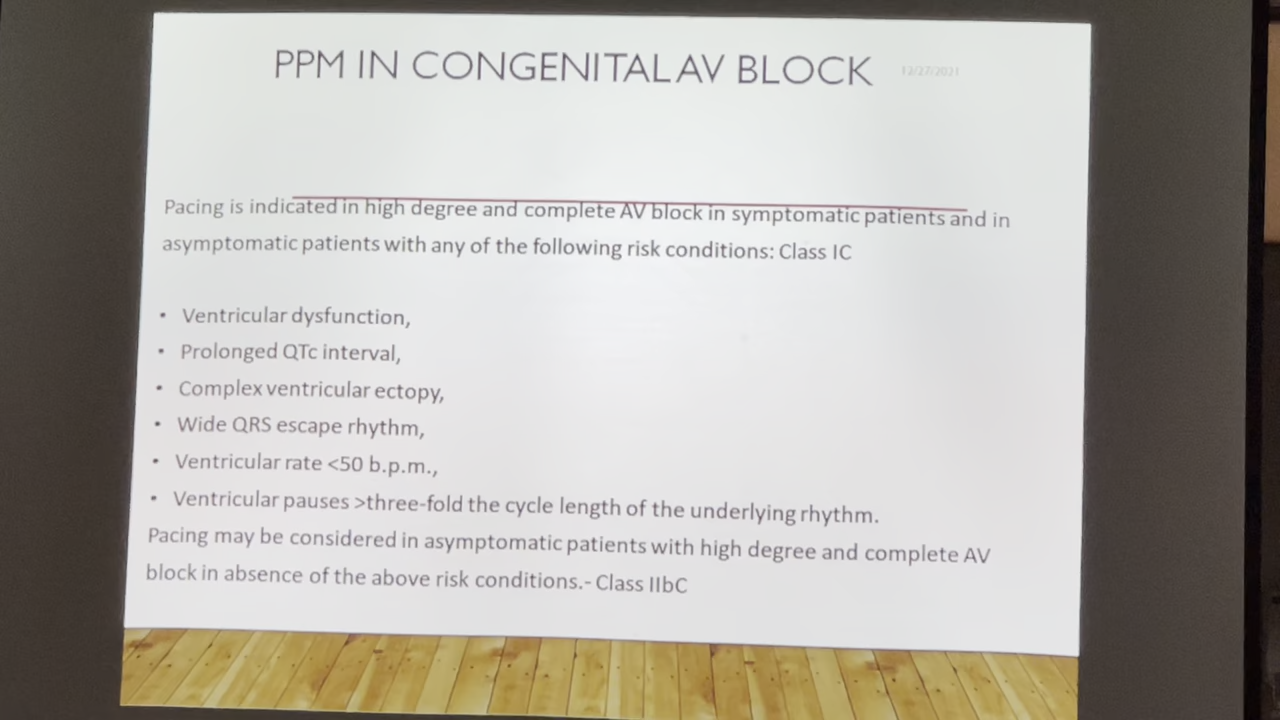 PPM IN CONGENITAL AV BLOCK
12/27/2021
Pacing is indicated in high degree and complete AV block in symptomatic patients and in
asymptomatic patients with any of the following risk conditions: Class IC
• Ventricular dysfunction,
• Prolonged QTc interval,
• Complex ventricular ectopy,
• Wide QRS escape rhythm,
• Ventricular rate <50 b.p.m.,
• Ventricular pauses >three-fold the cycle length of the underlying rhythm.
Pacing may be considered in asymptomatic patients with high degree and complete AV
block in absence of the above risk conditions.- Class IIbC